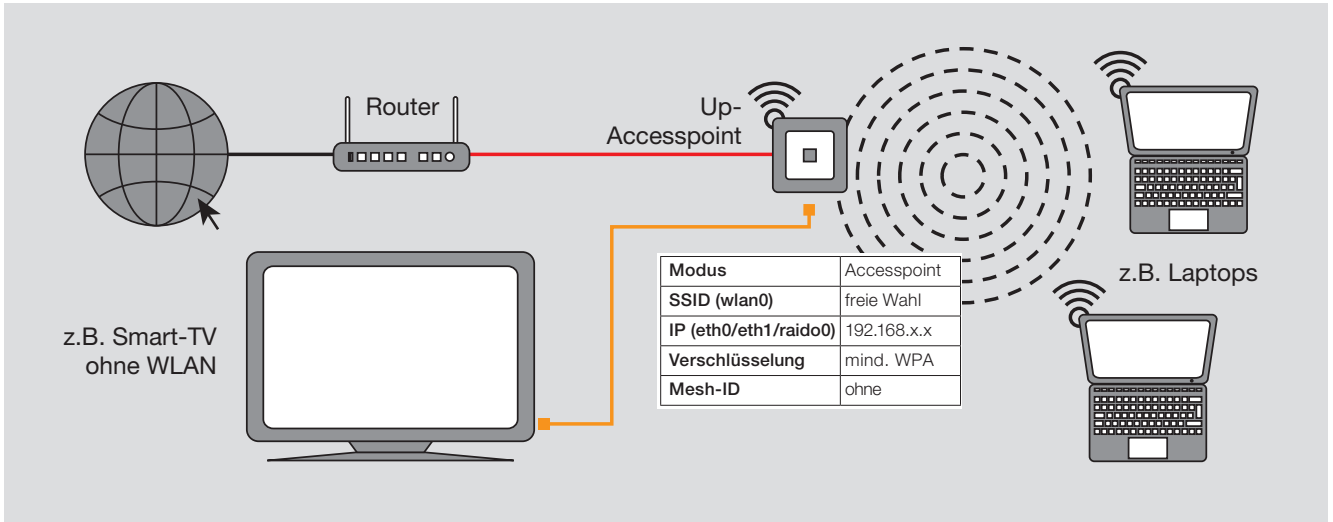 Router
Up-
Accesspoint
z.B. Laptops
z.B. Smart-TV
ohne WLAN
Modus Accesspoint
SSID (wlan0) freie Wahl
IP (eth0/eth1/raido0) 192.168.x.x
Verschlüsselung mind. WPA
Mesh-ID ohne